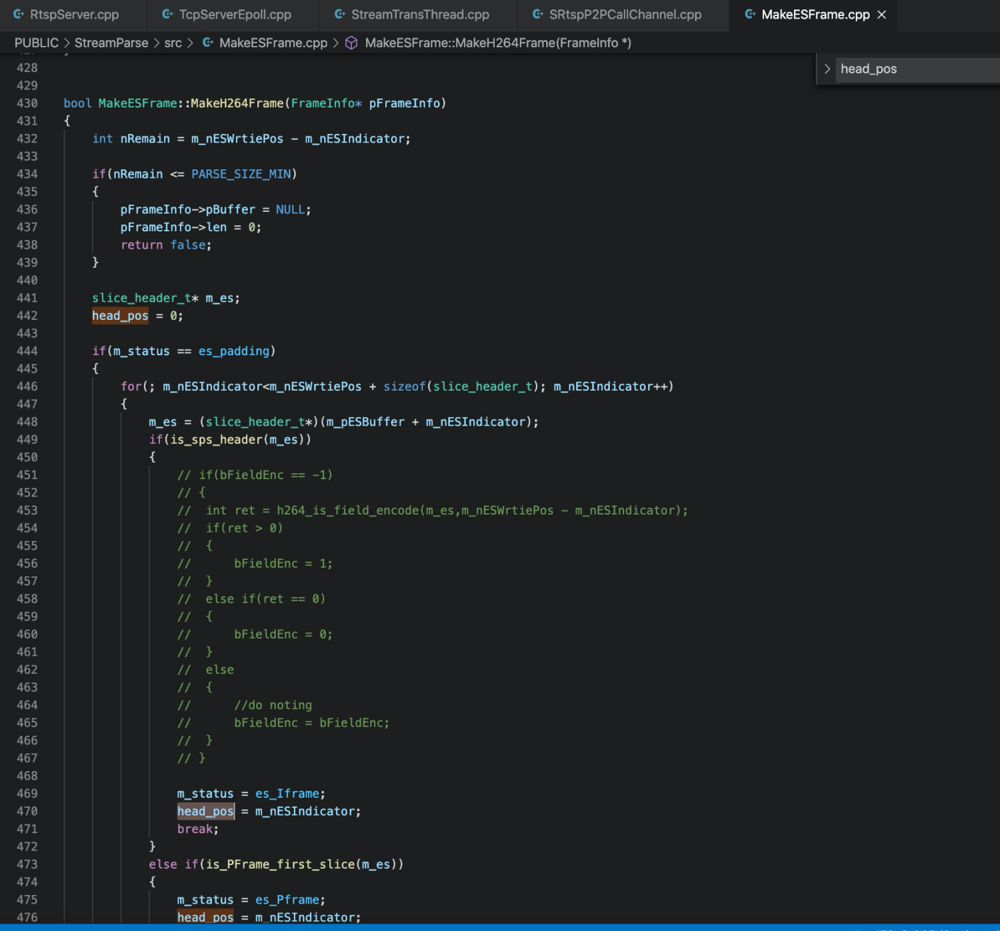 RtspServer.cpp TcpServerEpoll.cpp StreamTransThread.cpp SRtspP2PCallChannel.cpp MakeESFrame.cpp
PUBLIC > StreamParse > src > MakeESFrame.cpp > MakeESFrame::MakeH264Frame(FrameInfo *)
head_pos
428
429
430 bool MakeESFrame::MakeH264Frame(FrameInfo* pFrameInfo)
431 {
432 int nRemain = m_nESWrtiePos - m_nESIndicator;
433
434 if(nRemain <= PARSE_SIZE_MIN)
435 {
436 pFrameInfo->pBuffer = NULL;
437 pFrameInfo->len = 0;
438 return false;
439 }
440
441 slice_header_t* m_es;
442 head_pos = 0;
443
444 if(m_status == es_padding)
445 {
446 for(; m_nESIndicator<m_nESWrtiePos + sizeof(slice_header_t); m_nESIndicator++)
447 {
448 m_es = (slice_header_t*)(m_pESBuffer + m_nESIndicator);
449 if(is_sps_header(m_es))
450 {
451 // if(bFieldEnc == -1)
452 // {
453 // int ret = h264_is_field_encode(m_es,m_nESWrtiePos - m_nESIndicator);
454 // if(ret > 0)
455 // {
456 // bFieldEnc = 1;
457 // }
458 // else if(ret == 0)
459 // {
460 // bFieldEnc = 0;
461 // }
462 // else
463 // {
464 // //do noting
465 // bFieldEnc = bFieldEnc;
466 // }
467 // }
468
469 m_status = es_Iframe;
470 head_pos = m_nESIndicator;
471 break;
472 }
473 else if(is_PFrame_first_slice(m_es))
474 {
475 m_status = es_Pframe;
476 head_pos = m_nESIndicator;